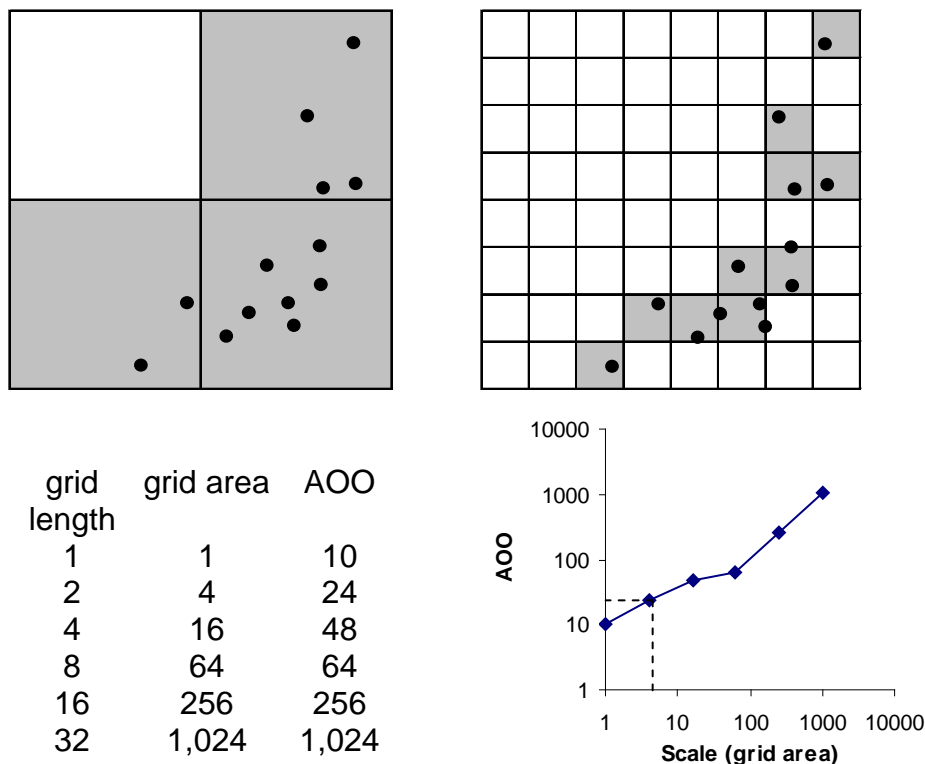 grid length grid area AOO
1 1 10
2 4 24
4 16 48
8 64 64
16 256 256
32 1,024 1,024
10000
1000
100
10
1
AOO
1 10 100 1000 10000
Scale (grid area)